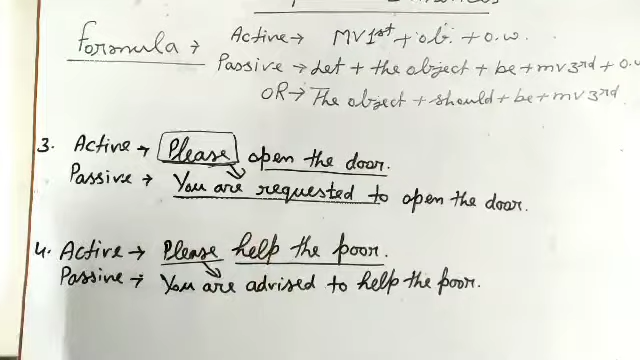 Formula → Active → MV1st + ob. + o.w.
Passive → Let + the object + be + mv3rd + o.w
OR → The object + should + be + mv3rd.
3. Active → Please open the door.
Passive → You are requested to open the door.
4. Active → Please help the poor.
Passive → You are advised to help the poor.